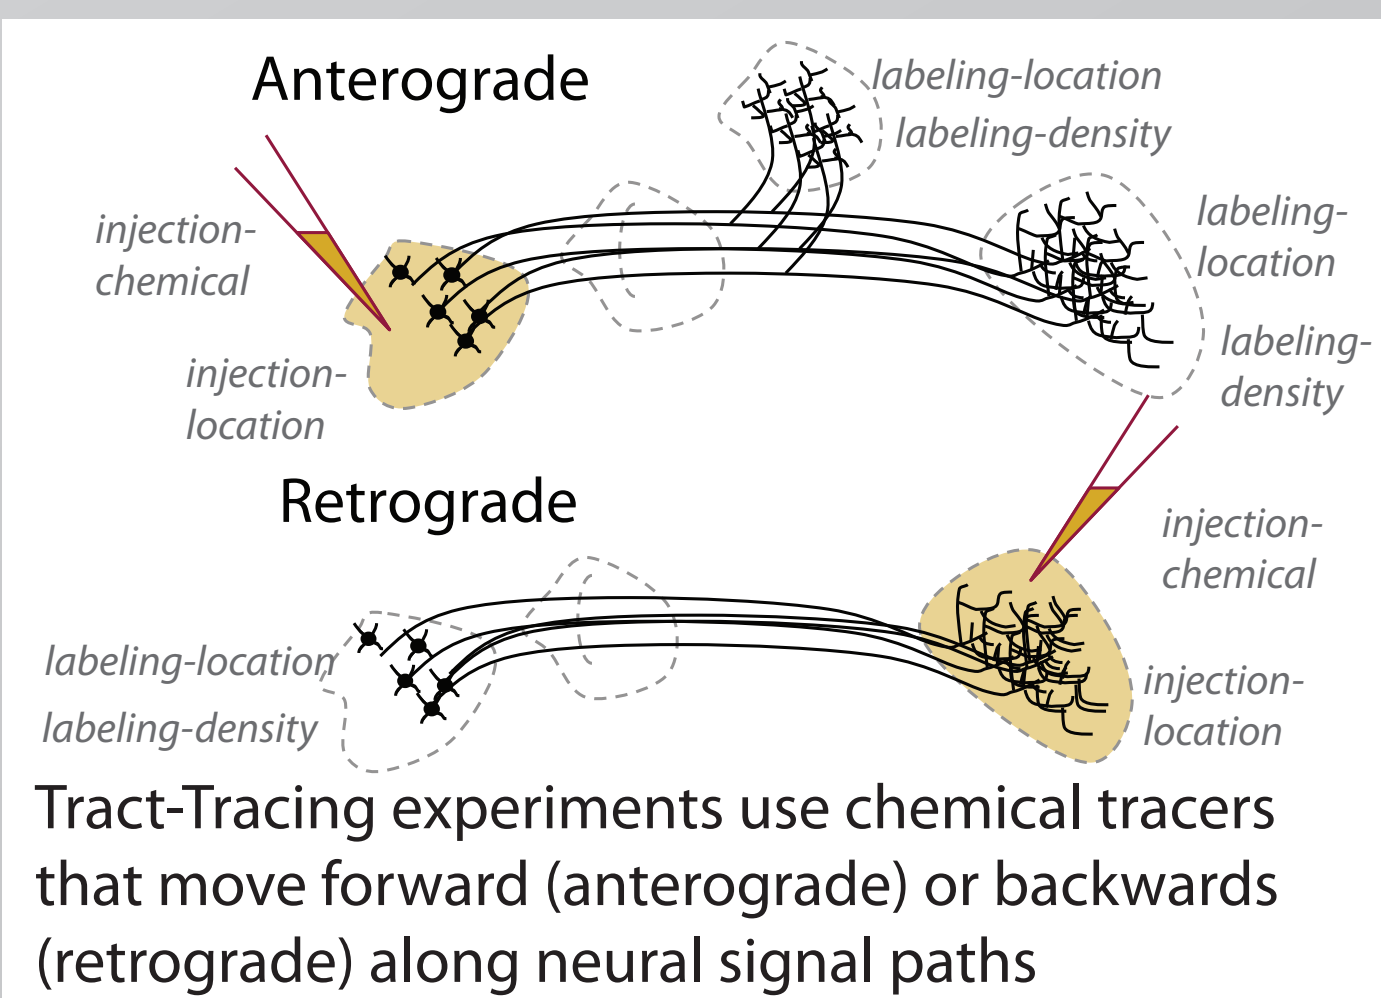 Anterograde
labeling-location
labeling-density
injection-
chemical
injection-
location
labeling-
location
labeling-
density
Retrograde
injection-
chemical
labeling-location
labeling-density
injection-
location
Tract-Tracing experiments use chemical tracers
that move forward (anterograde) or backwards
(retrograde) along neural signal paths